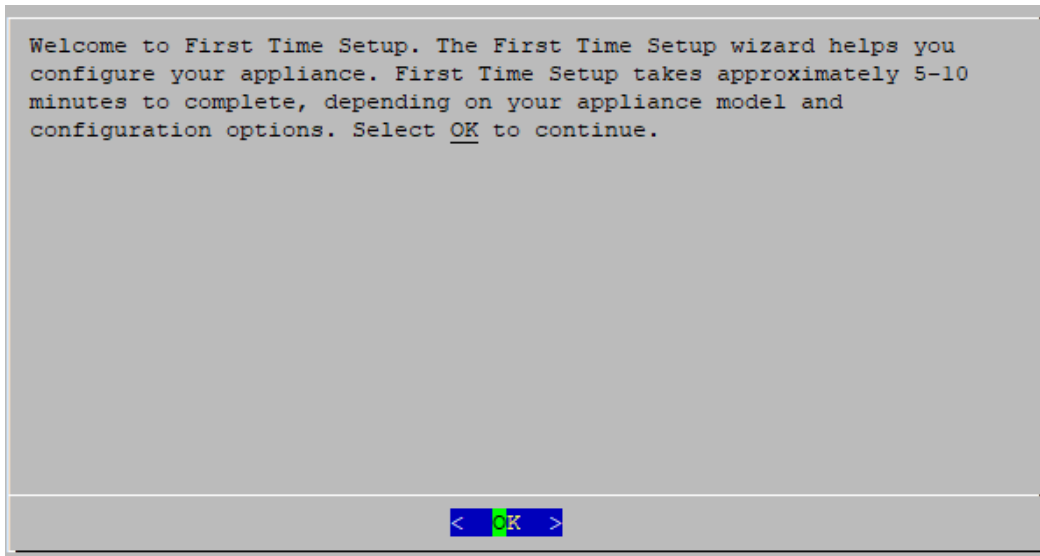 Welcome to First Time Setup. The First Time Setup wizard helps you
configure your appliance. First Time Setup takes approximately 5-10
minutes to complete, depending on your appliance model and
configuration options. Select OK to continue.
< OK >